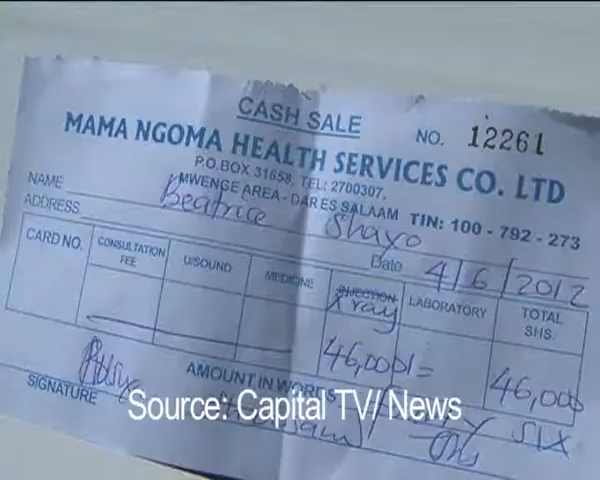 CASH SALE
NO. 12261
MAMA NGOMA HEALTH SERVICES CO. LTD
P.O.BOX 31658, TEL: 2700307,
MWENGE AREA - DAR ES SALAAM TIN: 100 - 792 - 273
NAME Beatrice Shayo
ADDRESS Date 4/6/2012
CARD NO. CONSULTATION FEE U/SOUND MEDICINE INJECTION Xray LABORATORY TOTAL SHS.
46,000/= 46,000
SIGNATURE AMOUNT IN WORDS Forty six
Source: Capital TV/ News